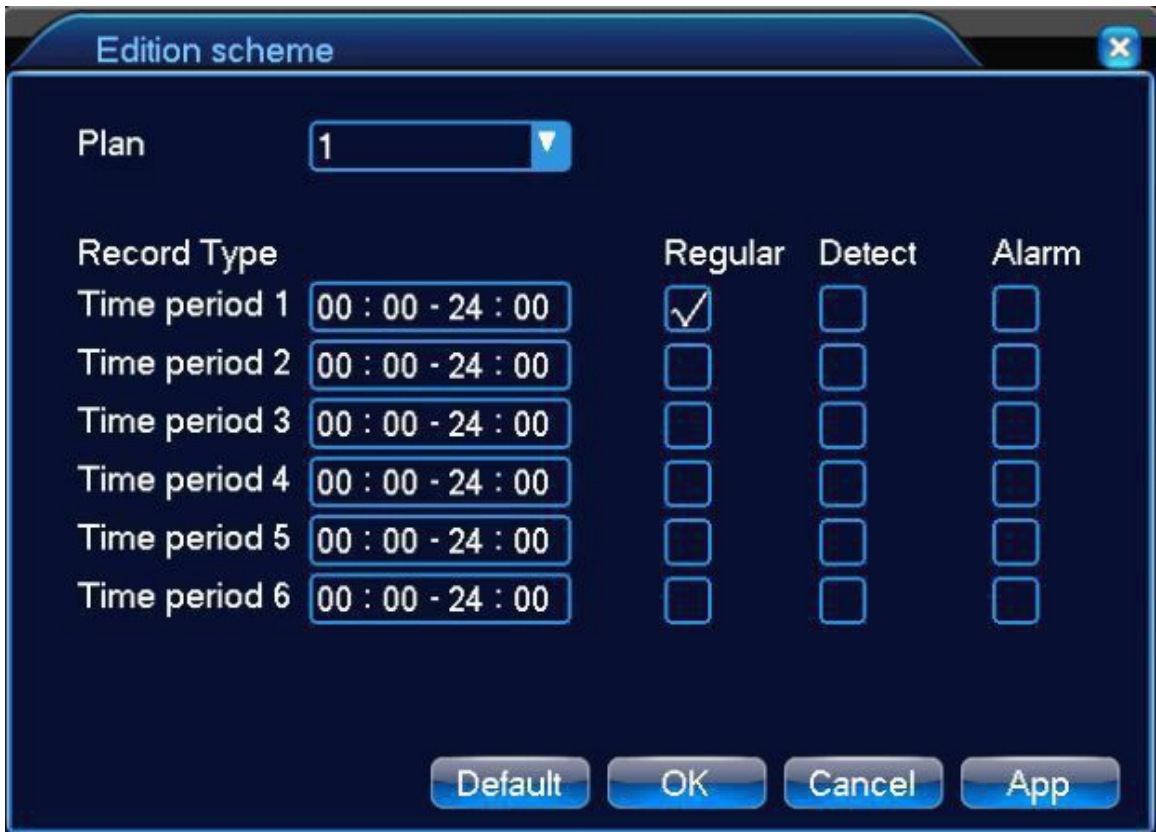 Edition scheme
Plan 1
Record Type Regular Detect Alarm
Time period 1 00 : 00 - 24 : 00
Time period 2 00 : 00 - 24 : 00
Time period 3 00 : 00 - 24 : 00
Time period 4 00 : 00 - 24 : 00
Time period 5 00 : 00 - 24 : 00
Time period 6 00 : 00 - 24 : 00
Default OK Cancel App